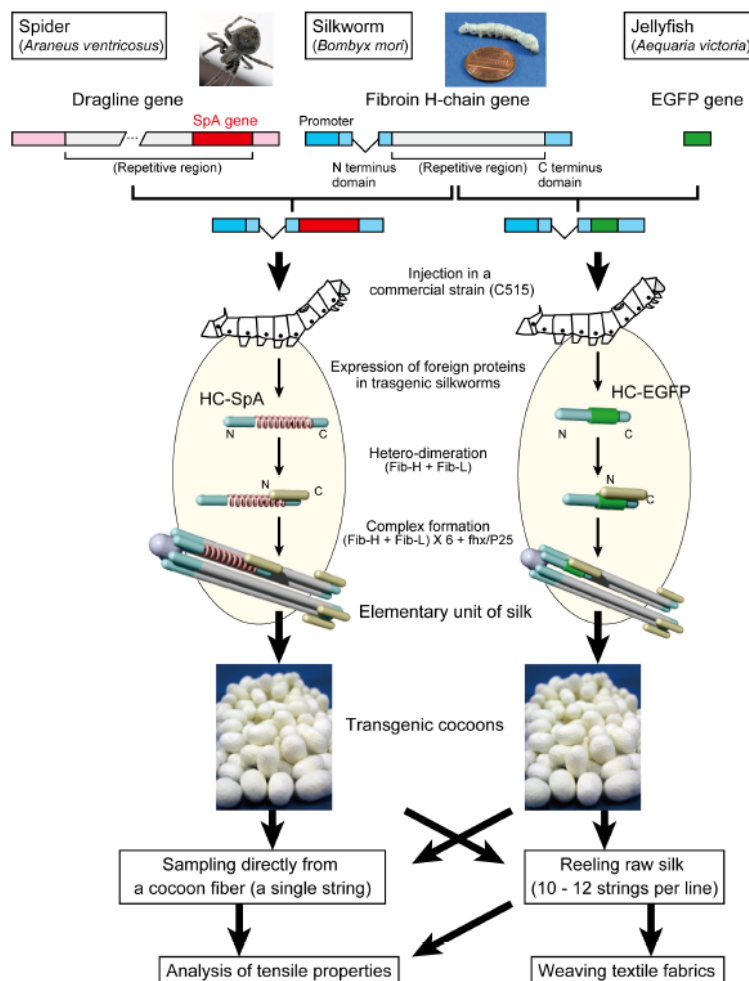 Spider
(Araneus ventricosus)
Silkworm
(Bombyx mori)
Jellyfish
(Aequaria victoria)
Dragline gene
Fibroin H-chain gene
EGFP gene
SpA gene
Promoter
...
(Repetitive region)
N terminus
domain
(Repetitive region)
C terminus
domain
Injection in a
commercial strain (C515)
Expression of foreign proteins
in trasgenic silkworms
HC-SpA
HC-EGFP
N
C
N
C
Hetero-dimeration
(Fib-H + Fib-L)
N
C
N
C
Complex formation
(Fib-H + Fib-L) X 6 + fhx/P25
Elementary unit of silk
Transgenic cocoons
Sampling directly from
a cocoon fiber (a single string)
Reeling raw silk
(10 - 12 strings per line)
Analysis of tensile properties
Weaving textile fabrics